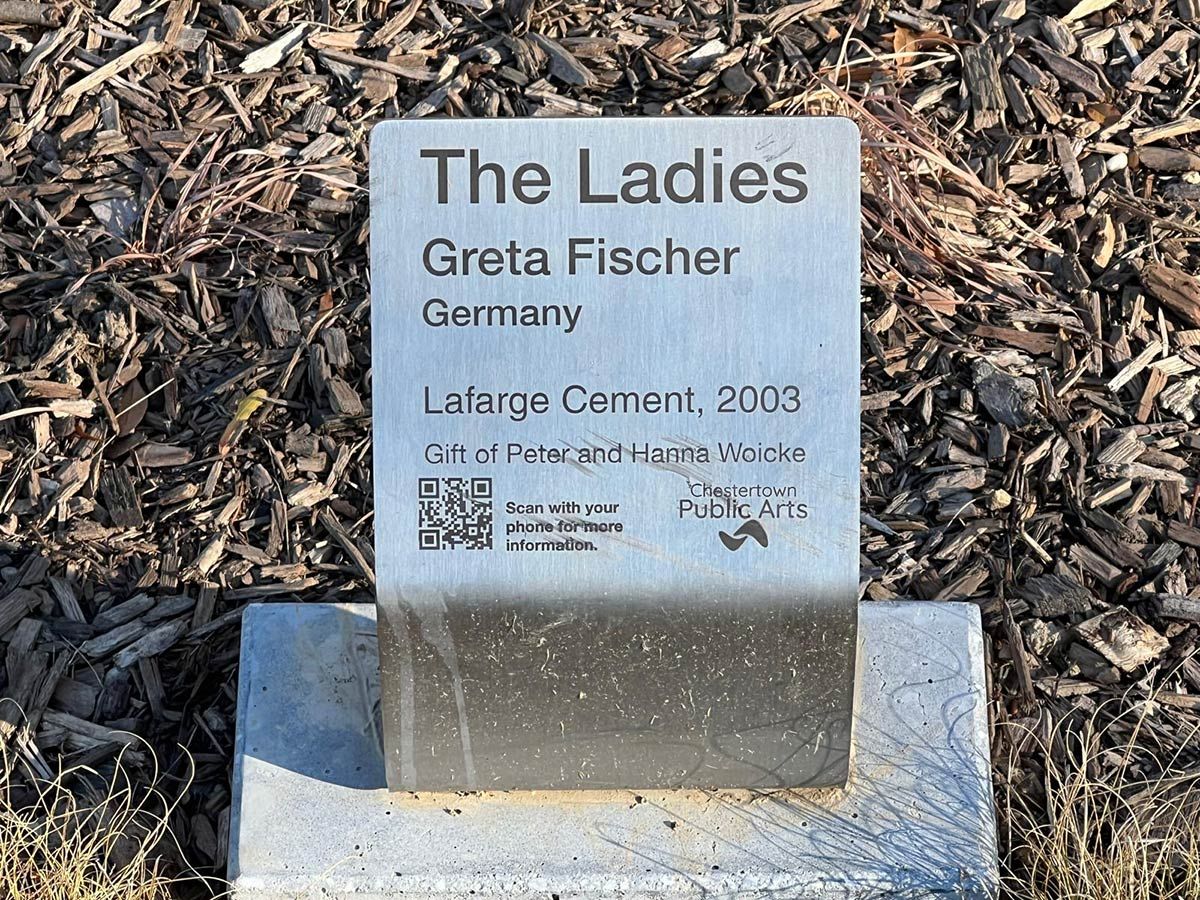 The Ladies
Greta Fischer
Germany
Lafarge Cement, 2003
Gift of Peter and Hanna Woicke
Scan with your
phone for more
information.
Chestertown
Public Arts